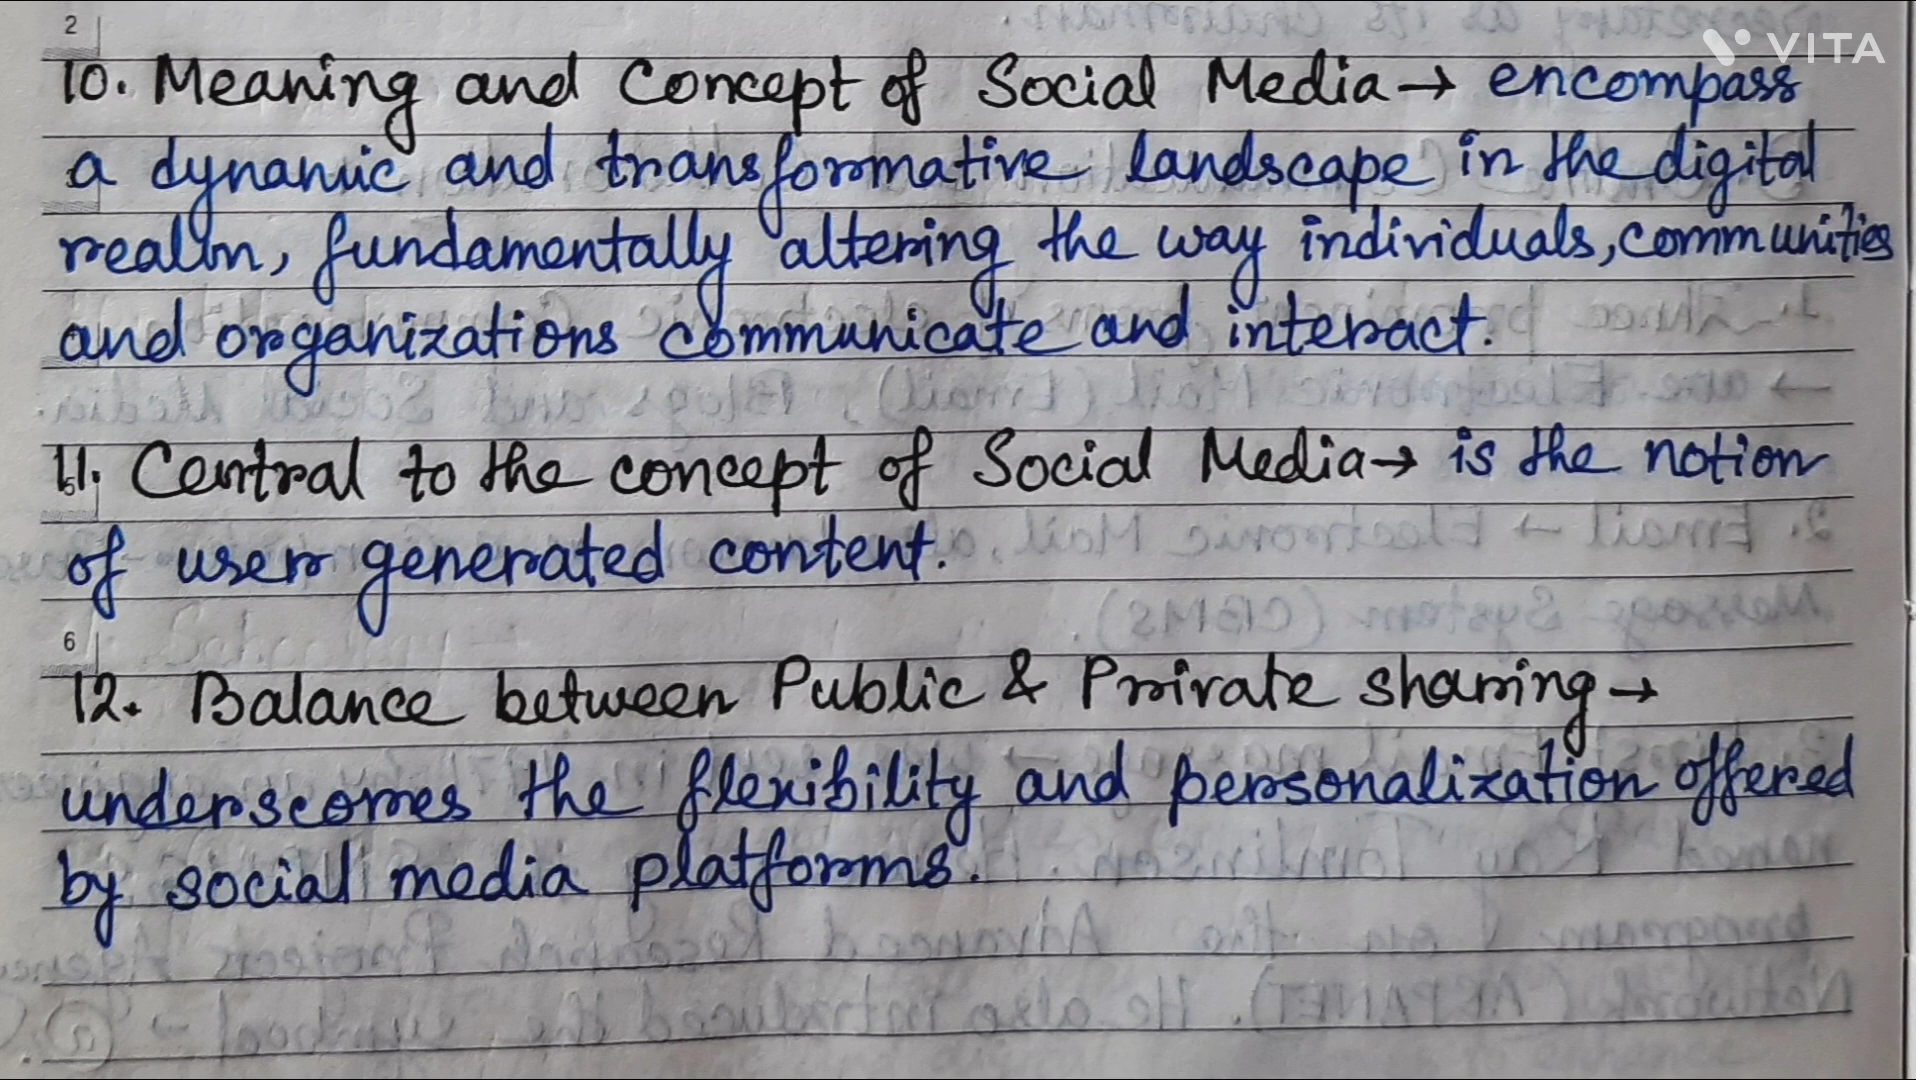 2
VITA
10. Meaning and Concept of Social Media → encompass
a dynamic and transformative landscape in the digital
realm, fundamentally altering the way individuals, communities
and organizations communicate and interact.
11. Central to the concept of Social Media → is the notion
of user generated content.
6
12. Balance between Public & Private sharing →
underscores the flexibility and personalization offered
by social media platforms.